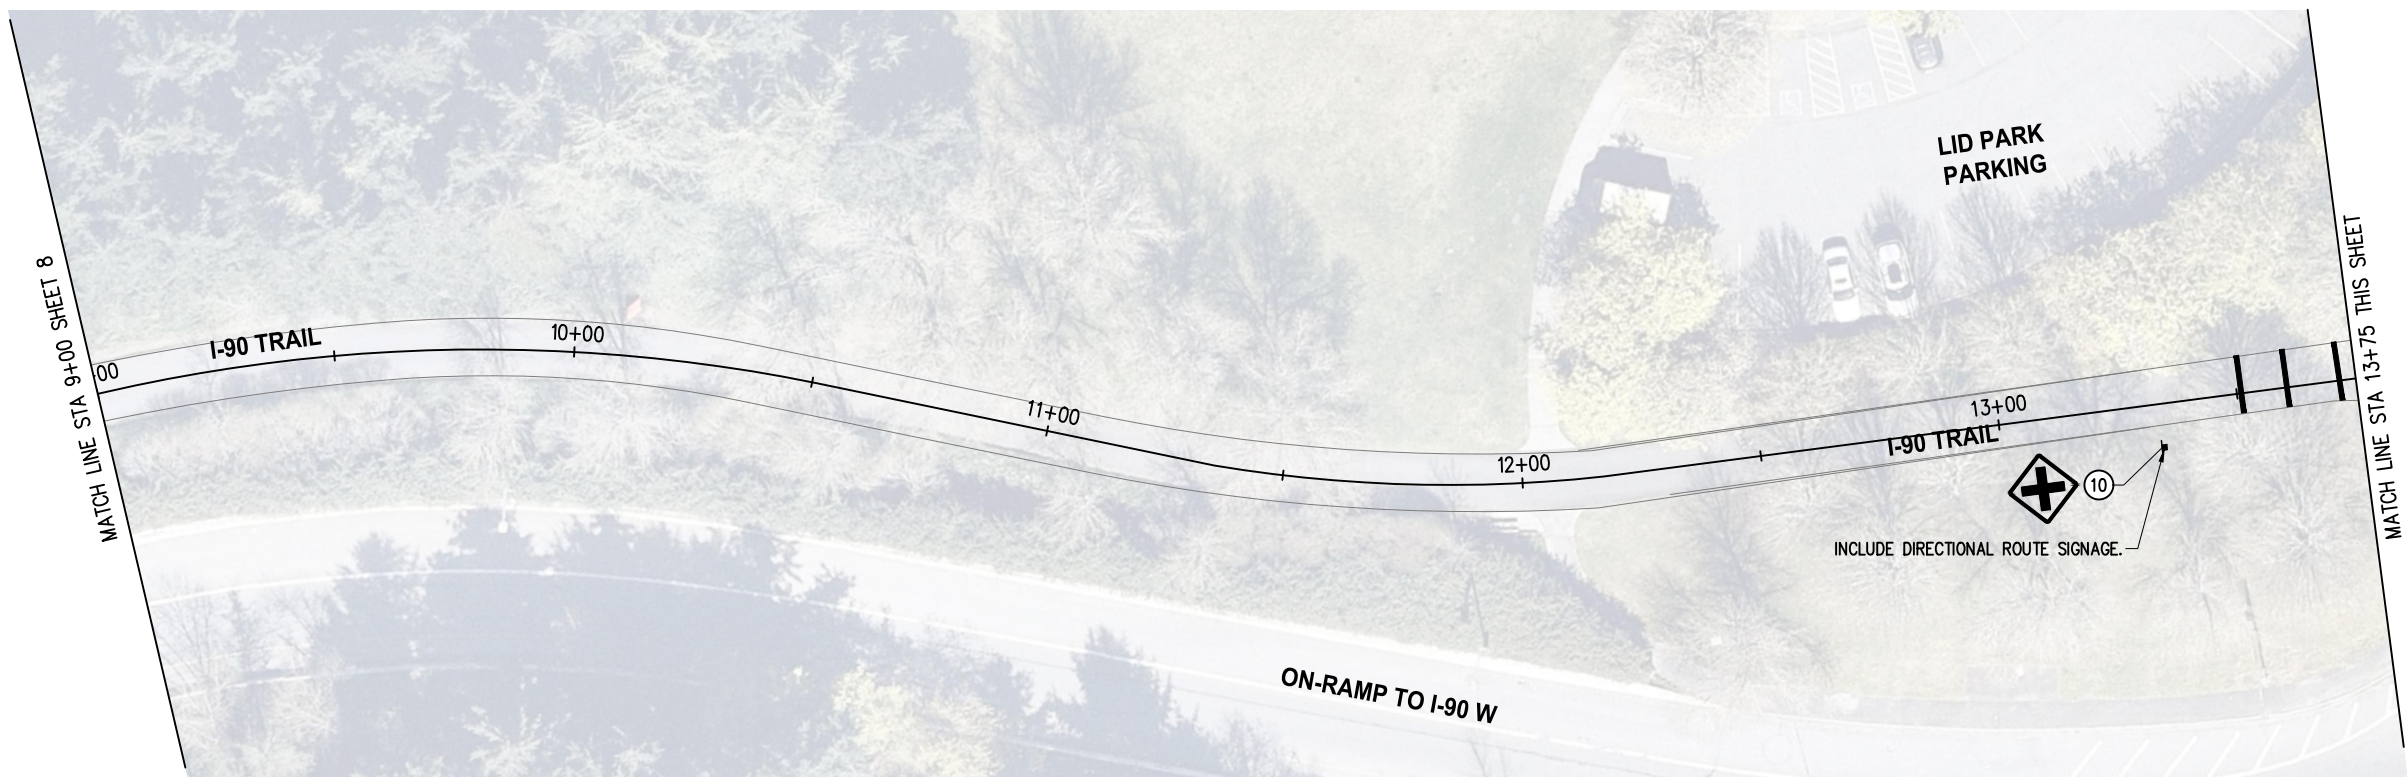 MATCH LINE STA 9+00 SHEET 8
00
I-90 TRAIL
10+00
11+00
12+00
13+00
I-90 TRAIL
LID PARK
PARKING
10
INCLUDE DIRECTIONAL ROUTE SIGNAGE.
ON-RAMP TO I-90 W
MATCH LINE STA 13+75 THIS SHEET